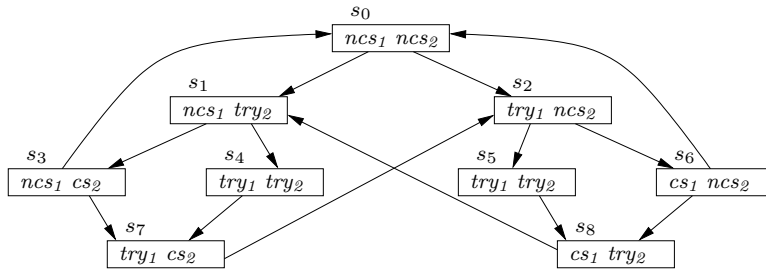 s₀
ncs₁ ncs₂
s₁ s₂
ncs₁ try₂ try₁ ncs₂
s₃ s₄ s₅ s₆
ncs₁ cs₂ try₁ try₂ try₁ try₂ cs₁ ncs₂
s₇ s₈
try₁ cs₂ cs₁ try₂